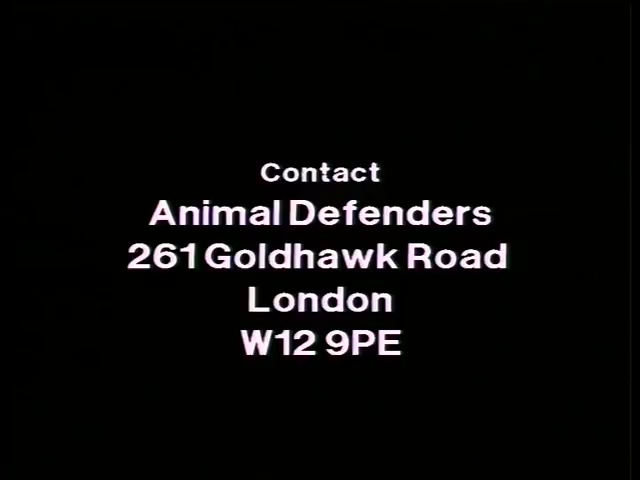 Contact
Animal Defenders
261 Goldhawk Road
London
W12 9PE